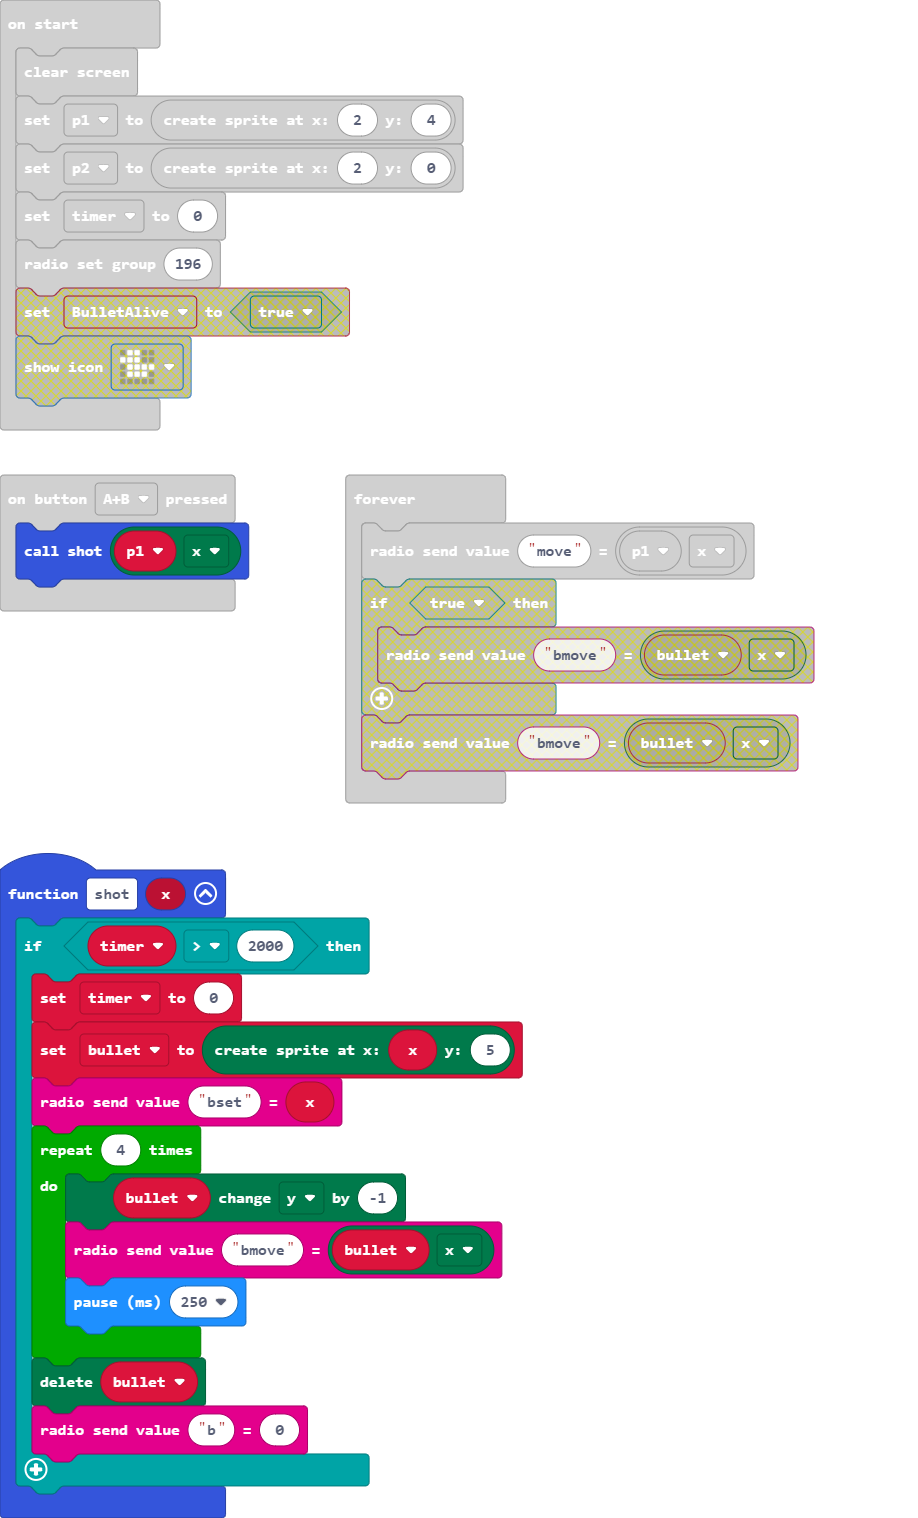 on start
clear screen
set p1 to create sprite at x: 2 y: 4
set p2 to create sprite at x: 2 y: 0
set timer to 0
radio set group 196
set BulletAlive to true
show icon
on button A+B pressed
call shot p1 x
forever
radio send value "move" = p1 x
if true then
radio send value "bmove" = bullet x
radio send value "bmove" = bullet x
function shot x
if timer > 2000 then
set timer to 0
set bullet to create sprite at x: x y: 5
radio send value "bset" = x
repeat 4 times
do bullet change y by -1
radio send value "bmove" = bullet x
pause (ms) 250
delete bullet
radio send value "b" = 0